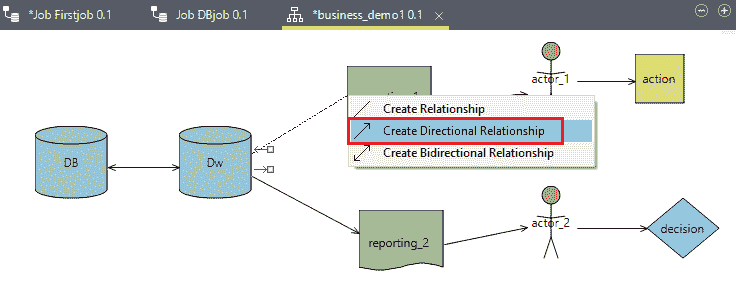 *Job Firstjob 0.1
Job DBjob 0.1
*business_demo1 0.1
actor_1
action
Create Relationship
Create Directional Relationship
Create Bidirectional Relationship
DB
Dw
reporting_2
actor_2
decision